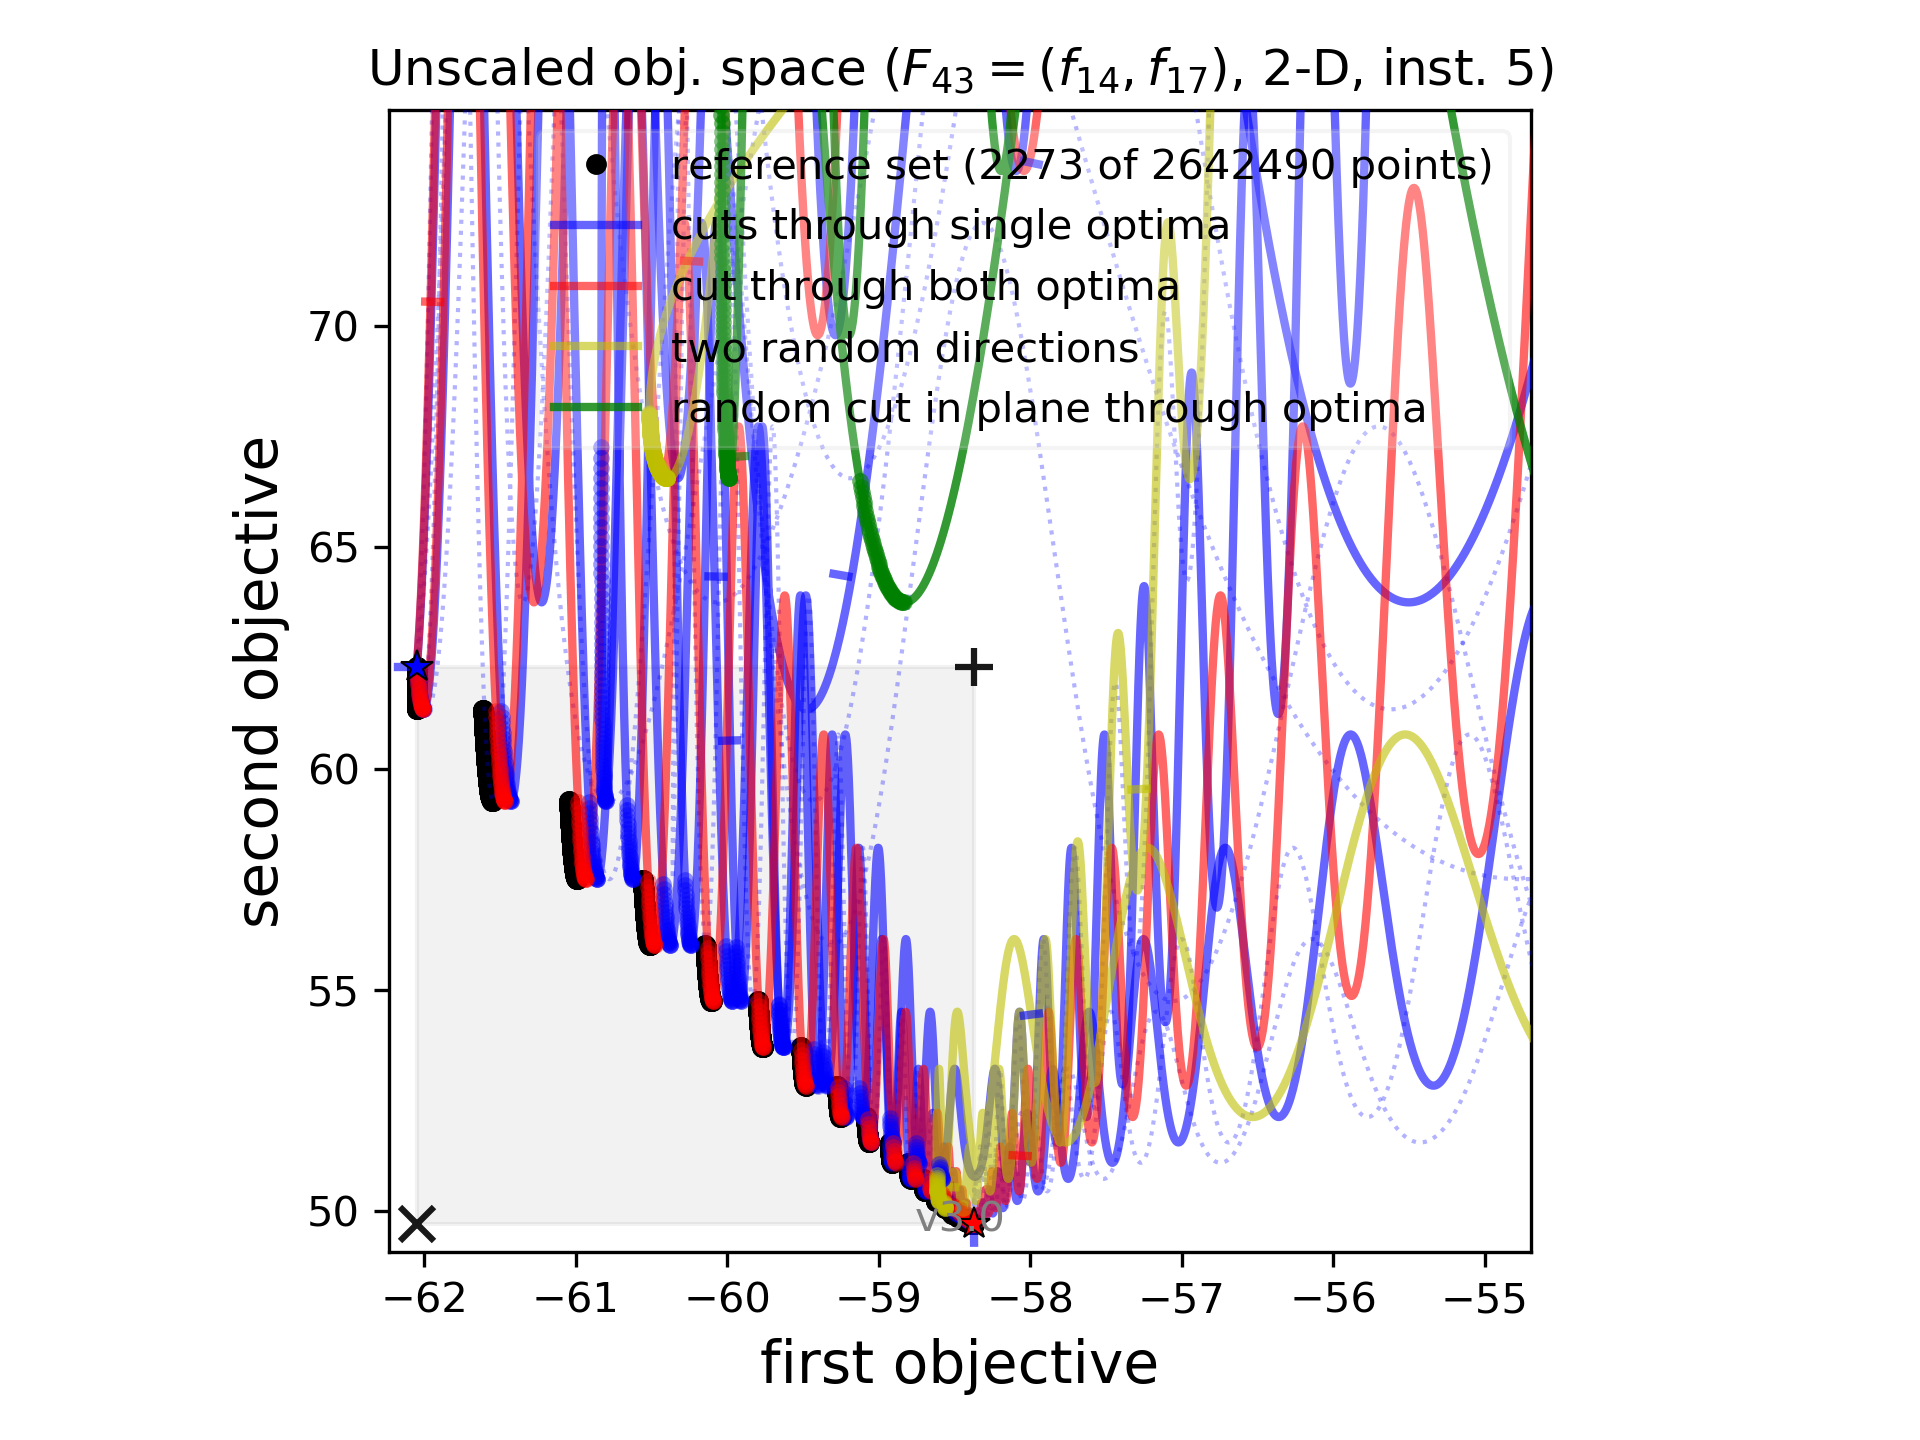 Unscaled obj. space (F43 = (f14, f17), 2-D, inst. 5)
reference set (2273 of 2642490 points)
cuts through single optima
cut through both optima
two random directions
random cut in plane through optima
second objective
70
65
60
55
50
−62
−61
−60
−59
−58
−57
−56
−55
first objective